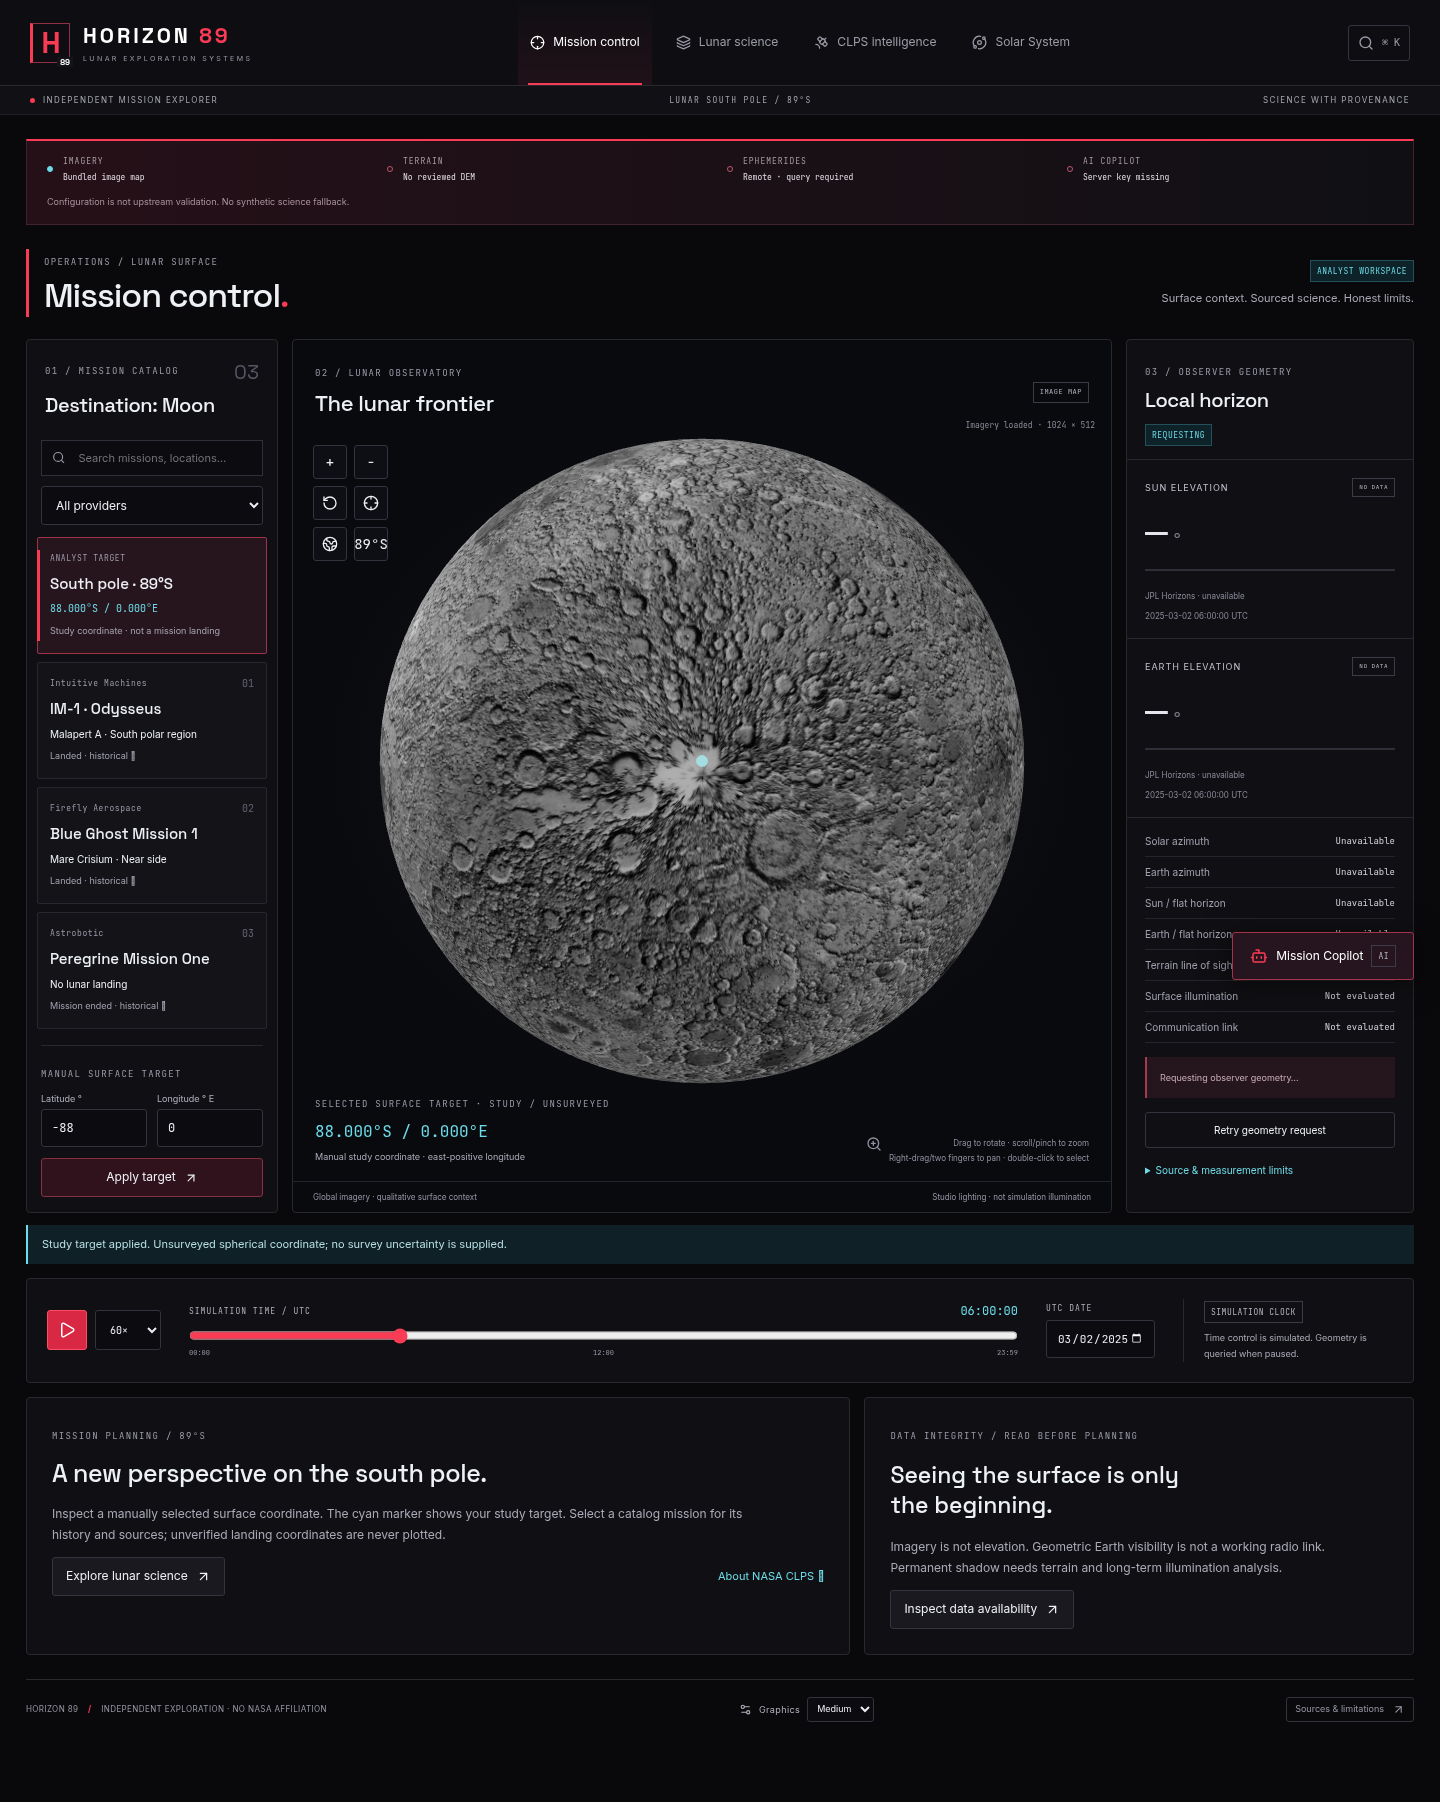 H
89
HORIZON 89
LUNAR EXPLORATION SYSTEMS
Mission control
Lunar science
CLPS intelligence
Solar System
⌘ K
INDEPENDENT MISSION EXPLORER
LUNAR SOUTH POLE / 89°S
SCIENCE WITH PROVENANCE
IMAGERY
Bundled image map
TERRAIN
No reviewed DEM
EPHEMERIDES
Remote · query required
AI COPILOT
Server key missing
Configuration is not upstream validation. No synthetic science fallback.
OPERATIONS / LUNAR SURFACE
Mission control.
ANALYST WORKSPACE
Surface context. Sourced science. Honest limits.
01 / MISSION CATALOG
03
Destination: Moon
Search missions, locations...
All providers
ANALYST TARGET
South pole · 89°S
88.000°S / 0.000°E
Study coordinate · not a mission landing
Intuitive Machines
01
IM-1 · Odysseus
Malapert A · South polar region
Landed · historical
Firefly Aerospace
02
Blue Ghost Mission 1
Mare Crisium · Near side
Landed · historical
Astrobotic
03
Peregrine Mission One
No lunar landing
Mission ended · historical
MANUAL SURFACE TARGET
Latitude °
Longitude ° E
-88
0
Apply target
02 / LUNAR OBSERVATORY
The lunar frontier
IMAGE MAP
Imagery loaded · 1024 × 512
+
-
89°S
SELECTED SURFACE TARGET · STUDY / UNSURVEYED
88.000°S / 0.000°E
Manual study coordinate · east-positive longitude
Drag to rotate · scroll/pinch to zoom
Right-drag/two fingers to pan · double-click to select
Global imagery · qualitative surface context
Studio lighting · not simulation illumination
03 / OBSERVER GEOMETRY
Local horizon
REQUESTING
SUN ELEVATION
NO DATA
— °
JPL Horizons · unavailable
2025-03-02 06:00:00 UTC
EARTH ELEVATION
NO DATA
— °
JPL Horizons · unavailable
2025-03-02 06:00:00 UTC
Solar azimuth
Unavailable
Earth azimuth
Unavailable
Sun / flat horizon
Unavailable
Earth / flat horizon
Terrain line of sigh
Mission Copilot
AI
Surface illumination
Not evaluated
Communication link
Not evaluated
Requesting observer geometry…
Retry geometry request
Source & measurement limits
Study target applied. Unsurveyed spherical coordinate; no survey uncertainty is supplied.
60×
SIMULATION TIME / UTC
06:00:00
00:00
12:00
23:59
UTC DATE
03/02/2025
SIMULATION CLOCK
Time control is simulated. Geometry is
queried when paused.
MISSION PLANNING / 89°S
A new perspective on the south pole.
Inspect a manually selected surface coordinate. The cyan marker shows your study target. Select a catalog mission for its
history and sources; unverified landing coordinates are never plotted.
Explore lunar science
About NASA CLPS
DATA INTEGRITY / READ BEFORE PLANNING
Seeing the surface is only
the beginning.
Imagery is not elevation. Geometric Earth visibility is not a working radio link.
Permanent shadow needs terrain and long-term illumination analysis.
Inspect data availability
HORIZON 89 / INDEPENDENT EXPLORATION · NO NASA AFFILIATION
Graphics
Medium
Sources & limitations